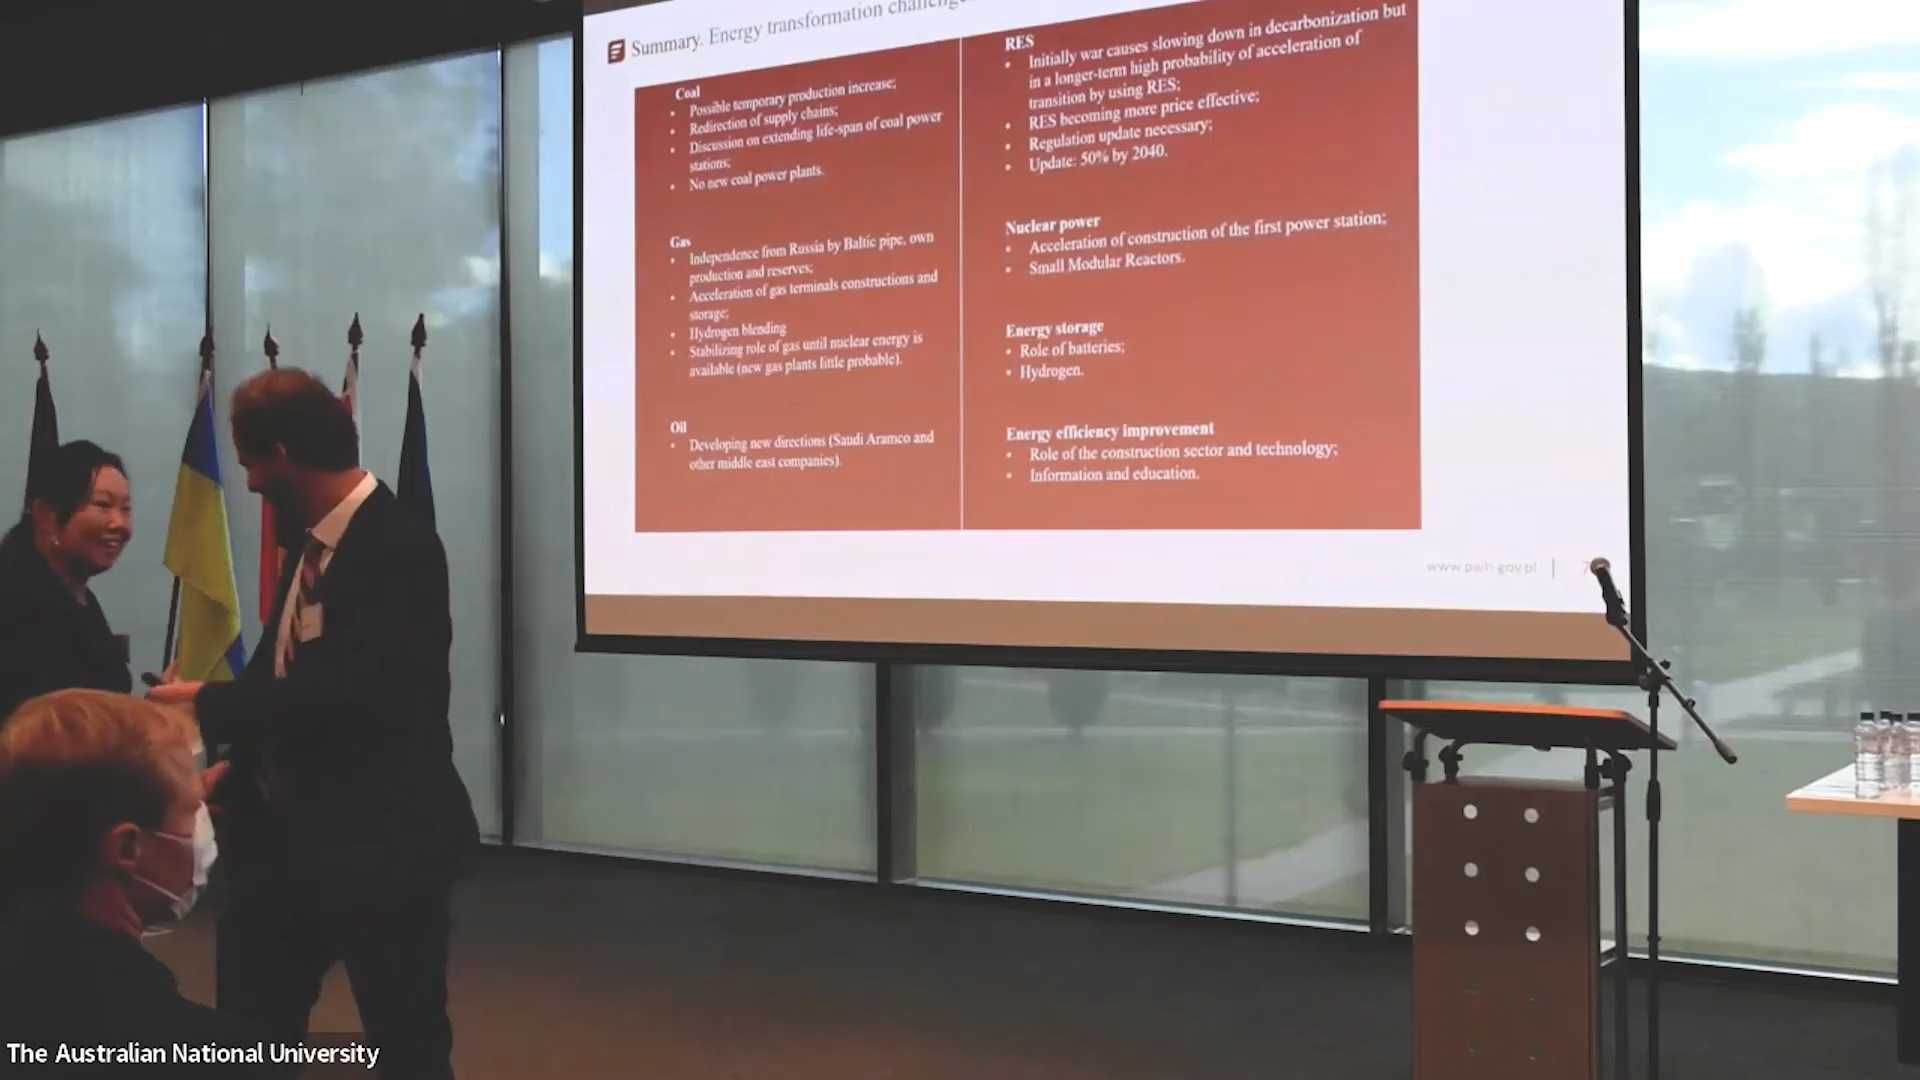 Summary. Energy transformation
Coal
• Possible temporary production increase;
• Redirection of supply chains;
• Discussion on extending life-span of coal power
stations;
• No new coal power plants.
Gas
• Independence from Russia by Baltic pipe, own
production and reserves;
• Acceleration of gas terminals constructions and
storage;
• Hydrogen blending
• Stabilizing role of gas until nuclear energy is
available (new gas plants little probable).
Oil
• Developing new directions (Saudi Aramco and
other middle east companies).
RES
• Initially war causes slowing down in decarbonization but
in a longer-term high probability of acceleration of
transition by using RES;
• RES becoming more price effective;
• Regulation update necessary;
• Update: 50% by 2040.
Nuclear power
• Acceleration of construction of the first power station;
• Small Modular Reactors.
Energy storage
• Role of batteries;
• Hydrogen.
Energy efficiency improvement
• Role of the construction sector and technology;
• Information and education.
www.paih.gov.pl
The Australian National University